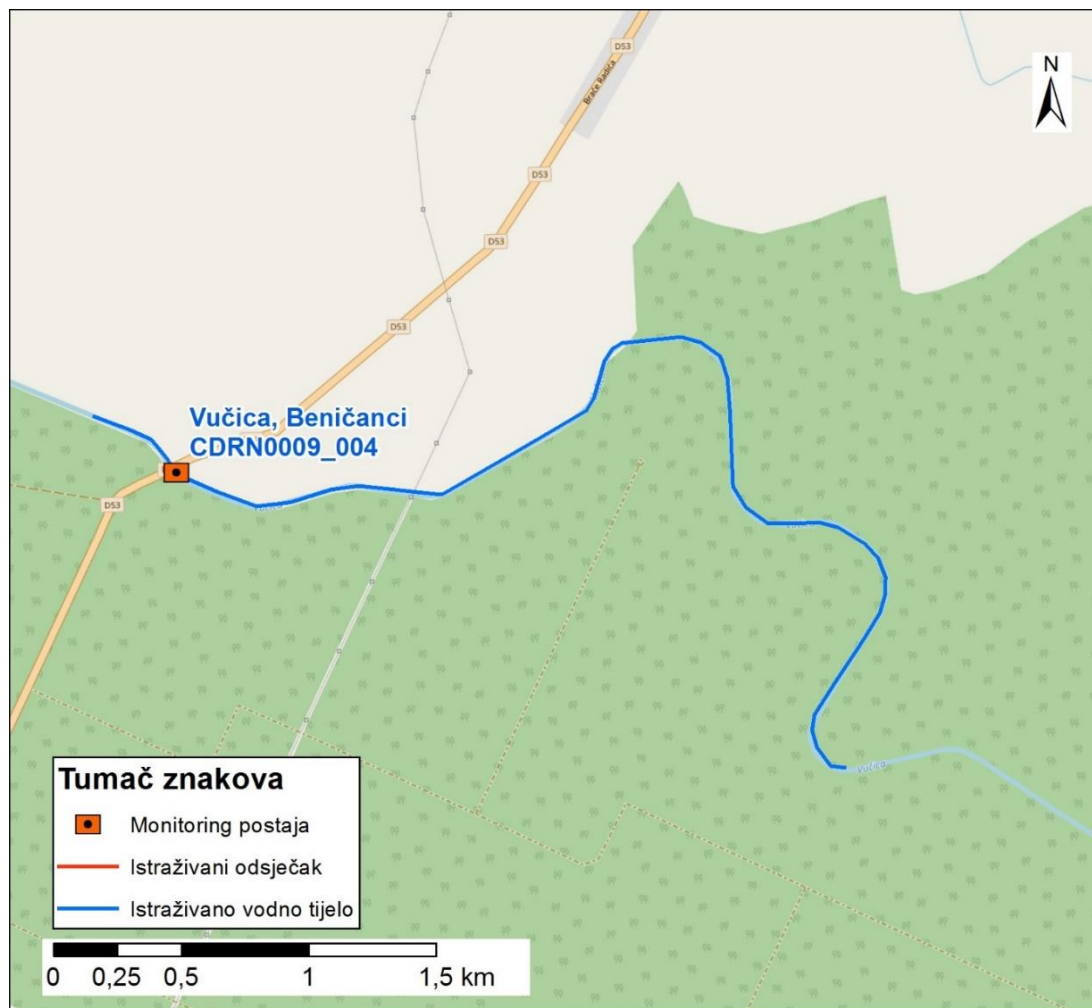 D53
Braće Radića
N
D53
D53
D53
Vučica, Beničanci
CDRN0009_004
D53
Vučica
Vučica
Tumač znakova
Monitoring postaja
Istraživani odsječak
Istraživano vodno tijelo
0 0,25 0,5 1 1,5 km